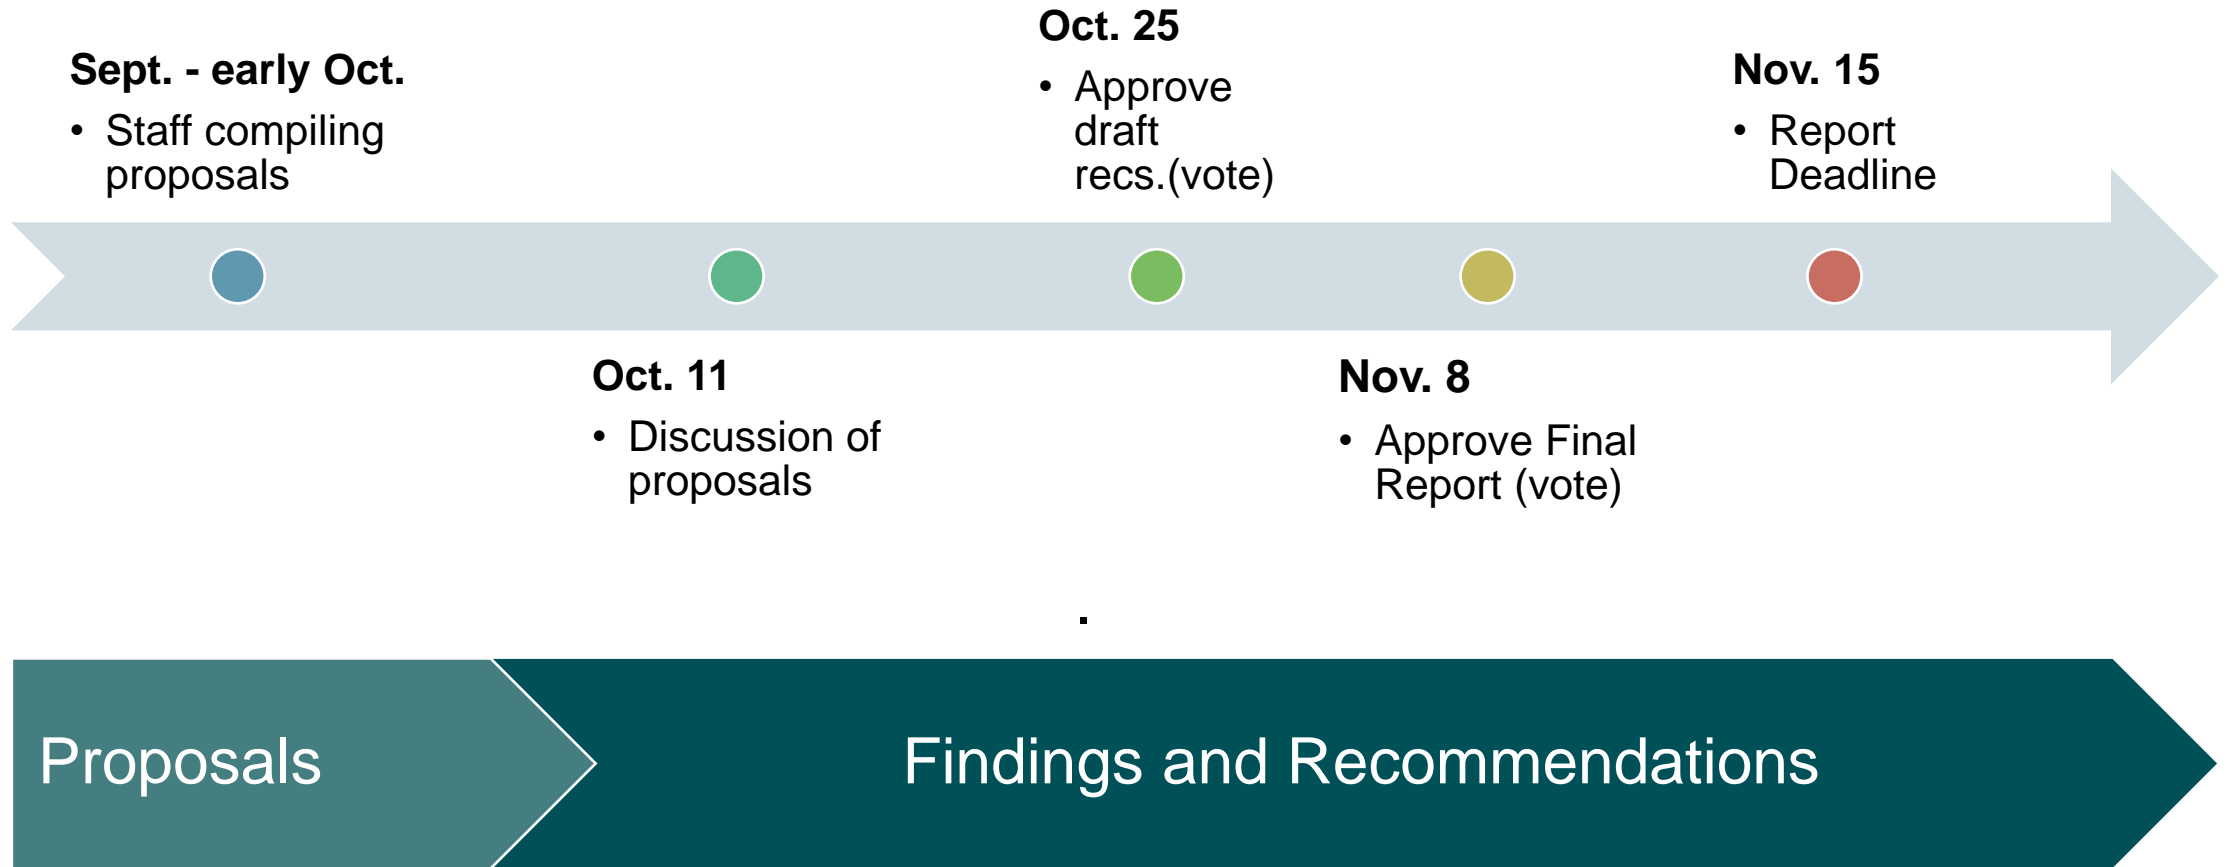 Sept. - early Oct.
• Staff compiling
proposals
Oct. 11
• Discussion of
proposals
Oct. 25
• Approve
draft
recs.(vote)
Nov. 8
• Approve Final
Report (vote)
Nov. 15
• Report
Deadline
.
Proposals
Findings and Recommendations